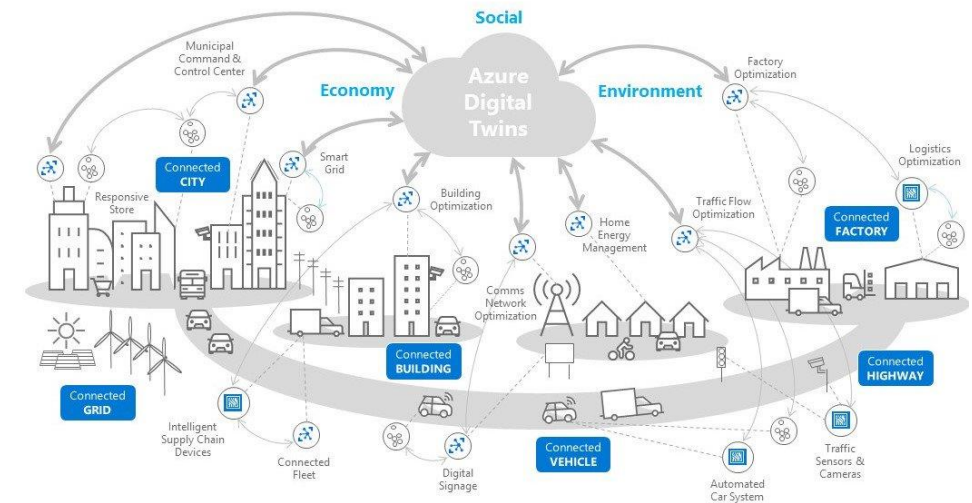 Social
Municipal
Command &
Control Center
Economy
Azure
Digital
Twins
Environment
Factory
Optimization
Connected
CITY
Smart
Grid
Logistics
Optimization
Responsive
Store
Building
Optimization
Home
Energy
Management
Traffic Flow
Optimization
Connected
FACTORY
Comms
Network
Optimization
Connected
GRID
Connected
BUILDING
Connected
HIGHWAY
Intelligent
Supply Chain
Devices
Connected
Fleet
Digital
Signage
Connected
VEHICLE
Automated
Car System
Traffic
Sensors &
Cameras